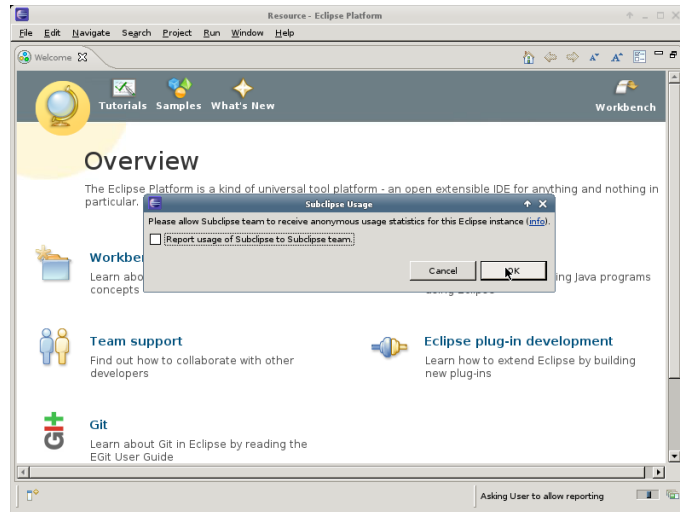 Resource - Eclipse Platform
File Edit Navigate Search Project Run Window Help
Welcome
Tutorials Samples What's New
Workbench
Overview
The Eclipse Platform is a kind of universal tool platform - an open extensible IDE for anything and nothing in
particular.
Subclipse Usage
Please allow Subclipse team to receive anonymous usage statistics for this Eclipse instance (info).
Report usage of Subclipse to Subclipse team.
Cancel OK
Workbe
Learn abo
concepts
ing Java programs
Team support
Find out how to collaborate with other
developers
Eclipse plug-in development
Learn how to extend Eclipse by building
new plug-ins
Git
Git
Learn about Git in Eclipse by reading the
EGit User Guide
Asking User to allow reporting